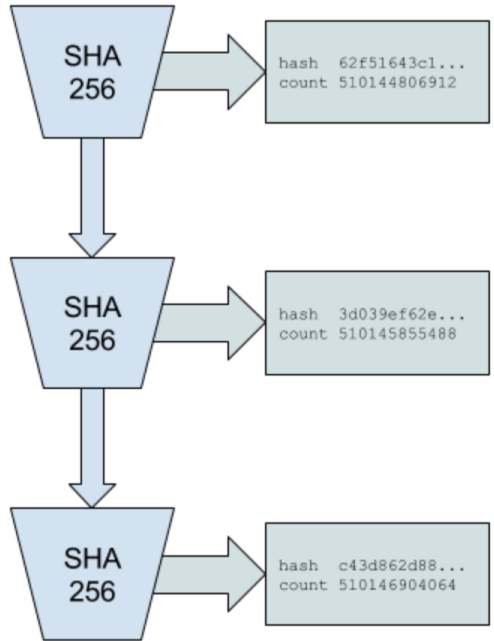 SHA
256
hash 62f51643c1...
count 510144806912
SHA
256
hash 3d039ef62e...
count 510145855488
SHA
256
hash c43d862d88...
count 510146904064